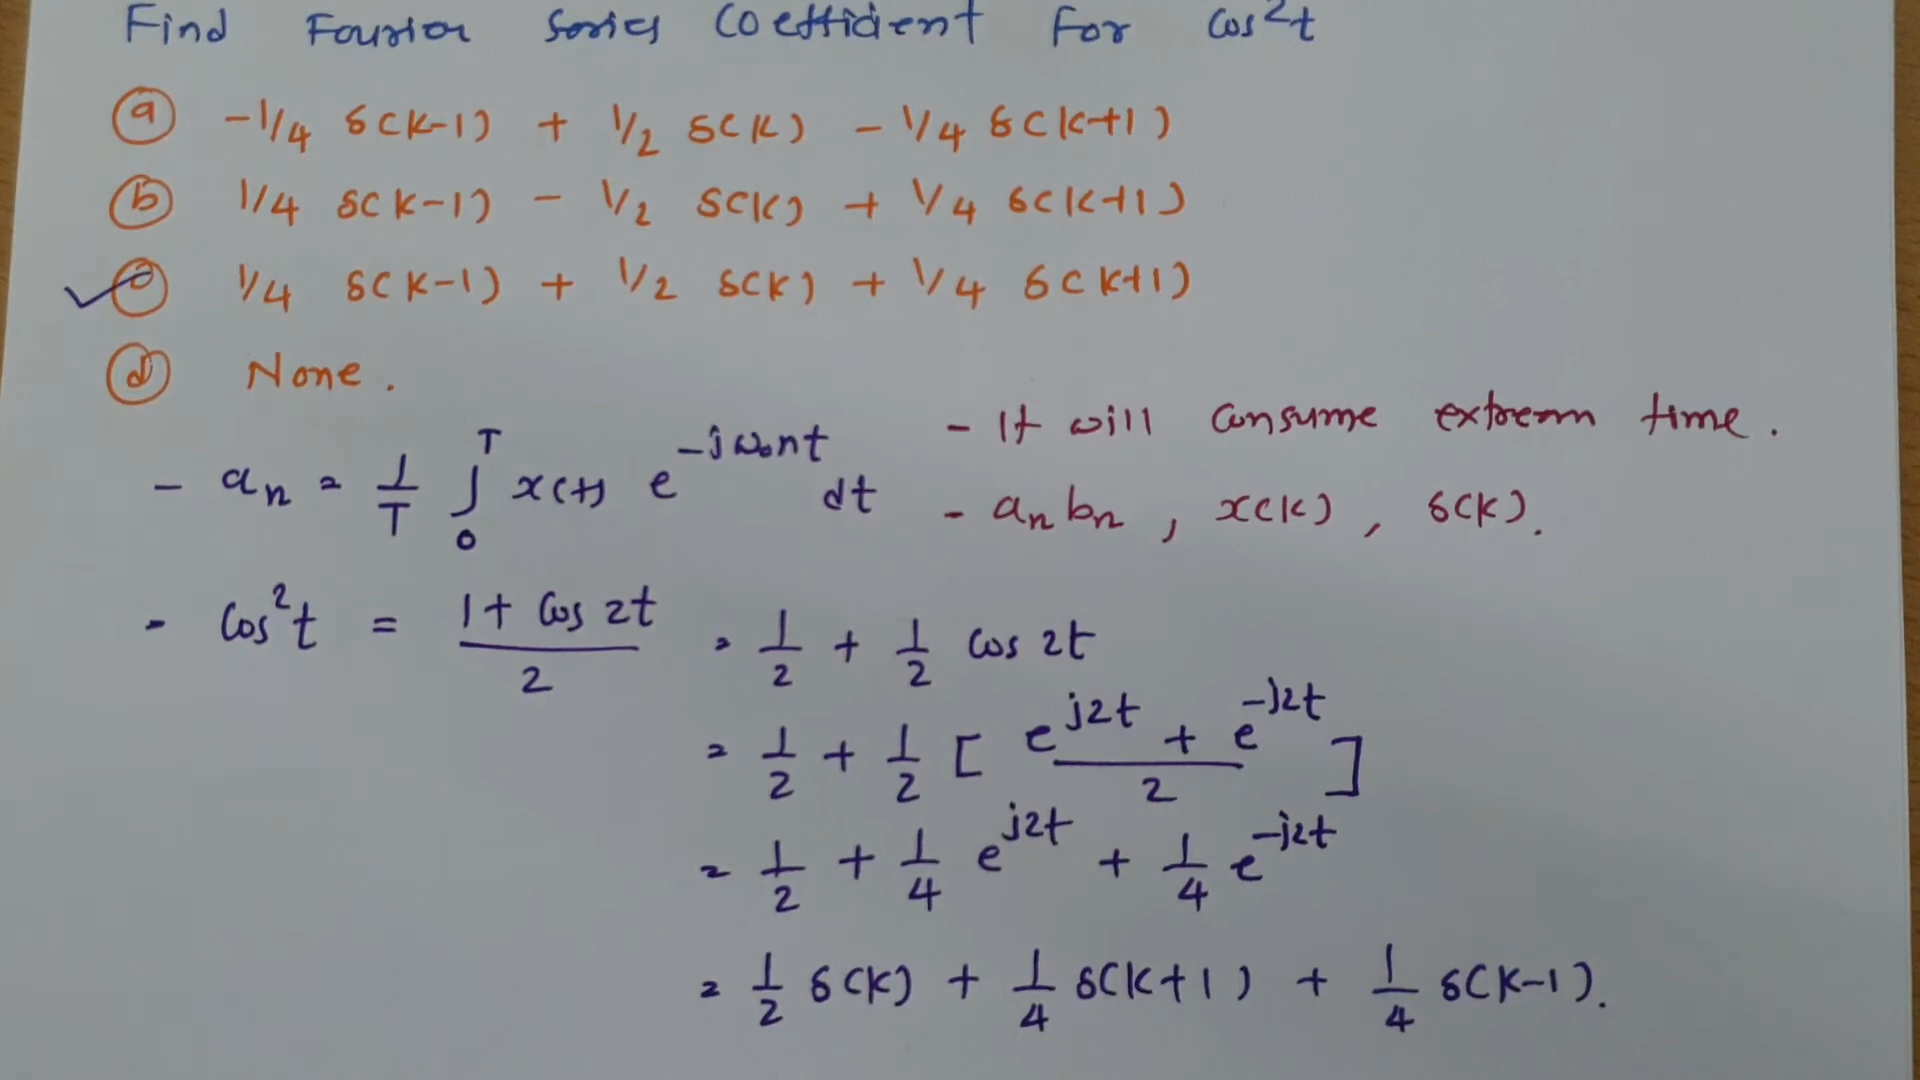 Find Fourier Series Coefficient For Cos²t
ⓐ -1/4 δ(k-1) + 1/2 δ(k) - 1/4 δ(k+1)
ⓑ 1/4 δ(k-1) - 1/2 δ(k) + 1/4 δ(k+1)
✓ⓒ 1/4 δ(k-1) + 1/2 δ(k) + 1/4 δ(k+1)
ⓓ None.
- It will consume extrem time.
- aₙ = 1/T ∫₀ᵀ x(t) e^(-jω₀nt) dt
- aₙ bₙ , x(k) , δ(k).
- Cos²t = (1 + Cos 2t)/2 = 1/2 + 1/2 Cos 2t
= 1/2 + 1/2 [ (e^(j2t) + e^(-j2t))/2 ]
= 1/2 + 1/4 e^(j2t) + 1/4 e^(-j2t)
= 1/2 δ(k) + 1/4 δ(k+1) + 1/4 δ(k-1).